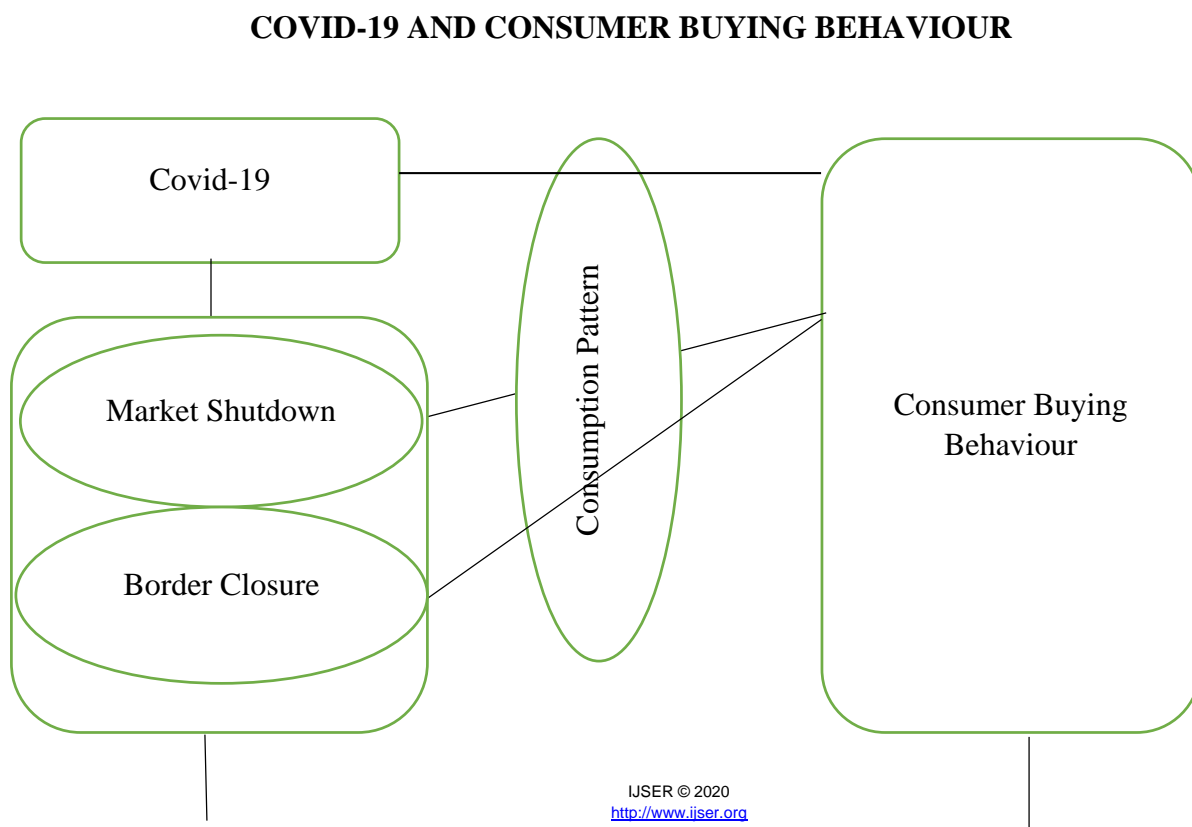 COVID-19 AND CONSUMER BUYING BEHAVIOUR
Covid-19
Market Shutdown
Border Closure
Consumption Pattern
Consumer Buying
Behaviour
IJSER © 2020
http://www.ijser.org